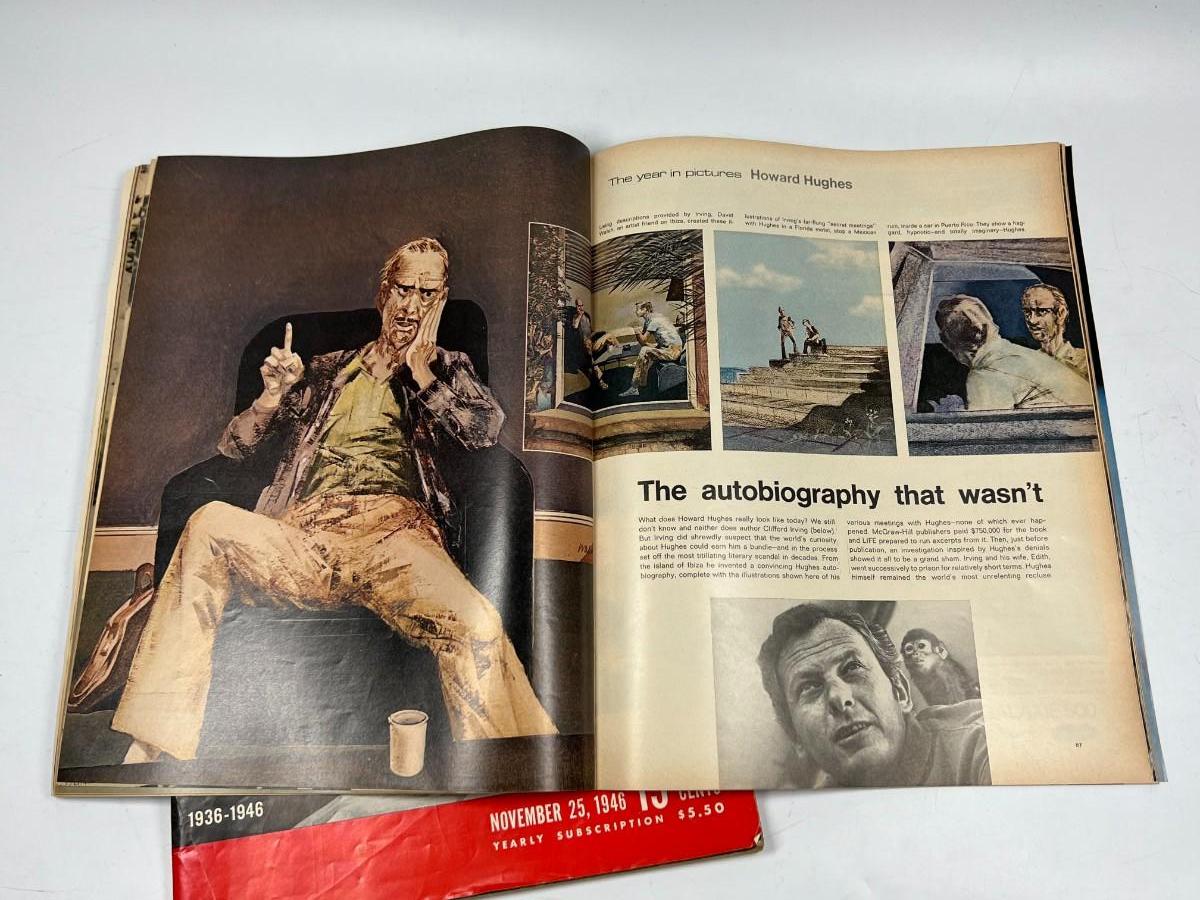 The year in pictures Howard Hughes
Using descriptions provided by Irving, David
Walsh, an artist friend on Ibiza, created these il-
lustrations of Irving's far-flung "secret meetings"
with Hughes in a Florida motel, atop a Mexican
ruin, inside a car in Puerto Rico. They show a hag-
gard, hypnotic—and totally imaginary—Hughes.
The autobiography that wasn't
What does Howard Hughes really look like today? We still
don't know and neither does author Clifford Irving (below).
But Irving did shrewdly suspect that the world's curiosity
about Hughes could earn him a bundle—and in the process
set off the most titillating literary scandal in decades. From
the island of Ibiza he invented a convincing Hughes auto-
biography, complete with the illustrations shown here of his
various meetings with Hughes—none of which ever hap-
pened. McGraw-Hill publishers paid $750,000 for the book
and LIFE prepared to run excerpts from it. Then, just before
publication, an investigation inspired by Hughes's denials
showed it all to be a grand sham. Irving and his wife, Edith,
went successively to prison for relatively short terms. Hughes
himself remained the world's most unrelenting recluse.
87
1936-1946
NOVEMBER 25, 1946 15 CENTS
YEARLY SUBSCRIPTION $5.50